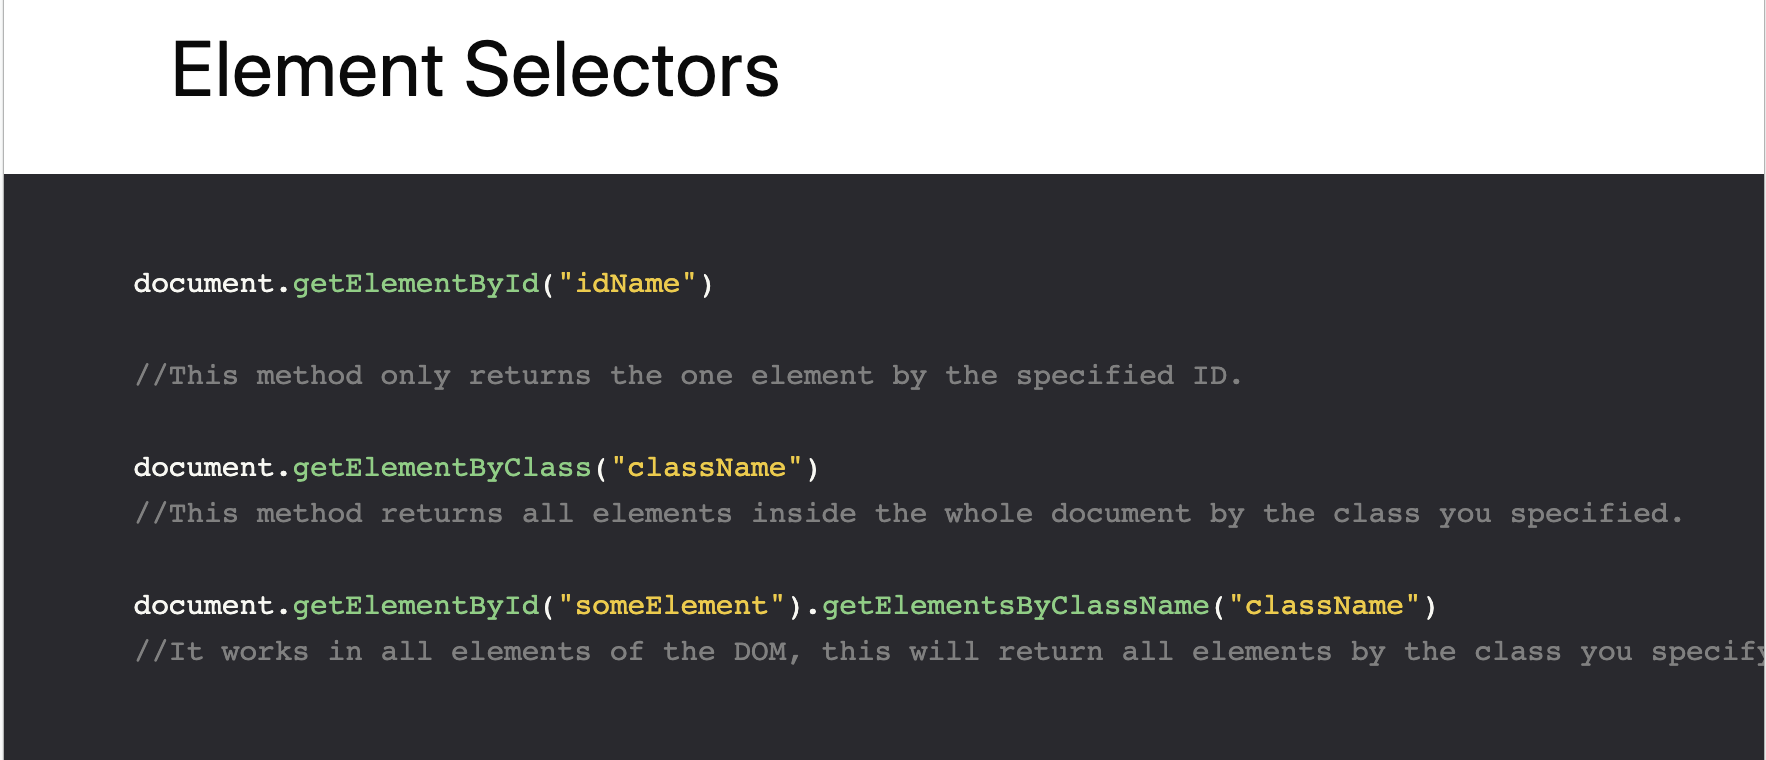 Element Selectors
document.getElementById("idName")
//This method only returns the one element by the specified ID.
document.getElementByClass("className")
//This method returns all elements inside the whole document by the class you specified.
document.getElementById("someElement").getElementsByClassName("className")
//It works in all elements of the DOM, this will return all elements by the class you specify